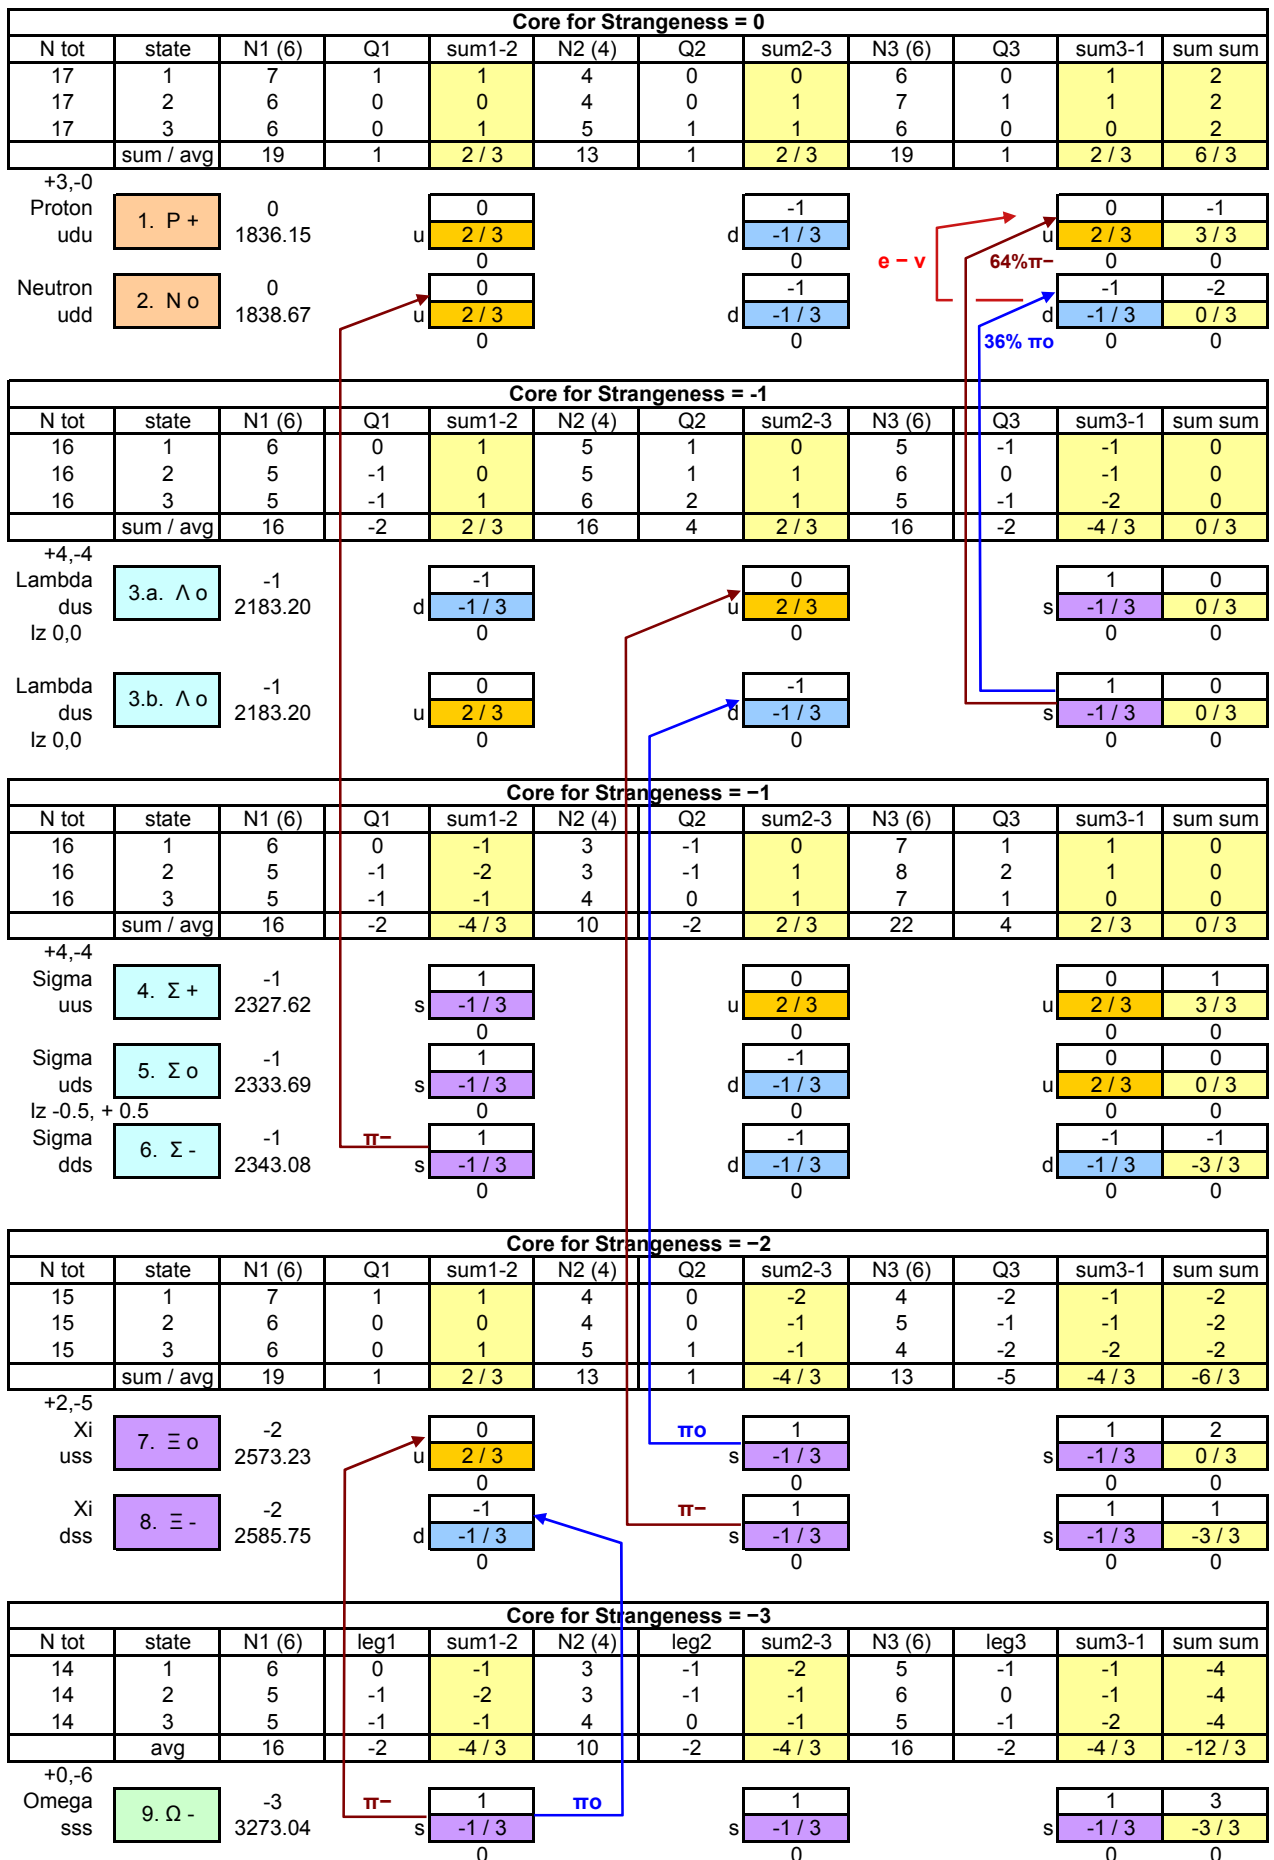 Core for Strangeness = 0
N tot state N1 (6) Q1 sum1-2 N2 (4) Q2 sum2-3 N3 (6) Q3 sum3-1 sum sum
17 1 7 1 1 4 0 0 6 0 1 2
17 2 6 0 0 4 0 1 7 1 1 2
17 3 6 0 1 5 1 1 6 0 0 2
sum / avg 19 1 2 / 3 13 1 2 / 3 19 1 2 / 3 6 / 3
+3,-0
Proton 1. P + 0 0 -1 0 -1
udu 1836.15 u 2 / 3 d -1 / 3 u 2 / 3 3 / 3
0 0 e − ν 64%π− 0 0
Neutron 2. N o 0 0 -1 -1 -2
udd 1838.67 u 2 / 3 d -1 / 3 d -1 / 3 0 / 3
0 0 36% πo 0 0
Core for Strangeness = -1
N tot state N1 (6) Q1 sum1-2 N2 (4) Q2 sum2-3 N3 (6) Q3 sum3-1 sum sum
16 1 6 0 1 5 1 0 5 -1 -1 0
16 2 5 -1 0 5 1 1 6 0 -1 0
16 3 5 -1 1 6 2 1 5 -1 -2 0
sum / avg 16 -2 2 / 3 16 4 2 / 3 16 -2 -4 / 3 0 / 3
+4,-4
Lambda 3.a. Λ o -1 -1 0 1 0
dus 2183.20 d -1 / 3 u 2 / 3 s -1 / 3 0 / 3
Iz 0,0 0 0 0 0
Lambda 3.b. Λ o -1 0 -1 1 0
dus 2183.20 u 2 / 3 d -1 / 3 s -1 / 3 0 / 3
Iz 0,0 0 0 0 0
Core for Strangeness = −1
N tot state N1 (6) Q1 sum1-2 N2 (4) Q2 sum2-3 N3 (6) Q3 sum3-1 sum sum
16 1 6 0 -1 3 -1 0 7 1 1 0
16 2 5 -1 -2 3 -1 1 8 2 1 0
16 3 5 -1 -1 4 0 1 7 1 0 0
sum / avg 16 -2 -4 / 3 10 -2 2 / 3 22 4 2 / 3 0 / 3
+4,-4
Sigma 4. Σ + -1 1 0 0 1
uus 2327.62 s -1 / 3 u 2 / 3 u 2 / 3 3 / 3
0 0 0 0
Sigma 5. Σ o -1 1 -1 0 0
uds 2333.69 s -1 / 3 d -1 / 3 u 2 / 3 0 / 3
Iz -0.5, + 0.5 0 0 0 0
Sigma 6. Σ - -1 π− 1 -1 -1 -1
dds 2343.08 s -1 / 3 d -1 / 3 d -1 / 3 -3 / 3
0 0 0 0
Core for Strangeness = −2
N tot state N1 (6) Q1 sum1-2 N2 (4) Q2 sum2-3 N3 (6) Q3 sum3-1 sum sum
15 1 7 1 1 4 0 -2 4 -2 -1 -2
15 2 6 0 0 4 0 -1 5 -1 -1 -2
15 3 6 0 1 5 1 -1 4 -2 -2 -2
sum / avg 19 1 2 / 3 13 1 -4 / 3 13 -5 -4 / 3 -6 / 3
+2,-5
Xi 7. Ξ o -2 0 πo 1 1 2
uss 2573.23 u 2 / 3 s -1 / 3 s -1 / 3 0 / 3
0 0 0 0
Xi 8. Ξ - -2 -1 π− 1 1 1
dss 2585.75 d -1 / 3 s -1 / 3 s -1 / 3 -3 / 3
0 0 0 0
Core for Strangeness = −3
N tot state N1 (6) leg1 sum1-2 N2 (4) leg2 sum2-3 N3 (6) leg3 sum3-1 sum sum
14 1 6 0 -1 3 -1 -2 5 -1 -1 -4
14 2 5 -1 -2 3 -1 -1 6 0 -1 -4
14 3 5 -1 -1 4 0 -1 5 -1 -2 -4
avg 16 -2 -4 / 3 10 -2 -4 / 3 16 -2 -4 / 3 -12 / 3
+0,-6
Omega 9. Ω - -3 π− 1 πo 1 1 3
sss 3273.04 s -1 / 3 s -1 / 3 s -1 / 3 -3 / 3
0 0 0 0